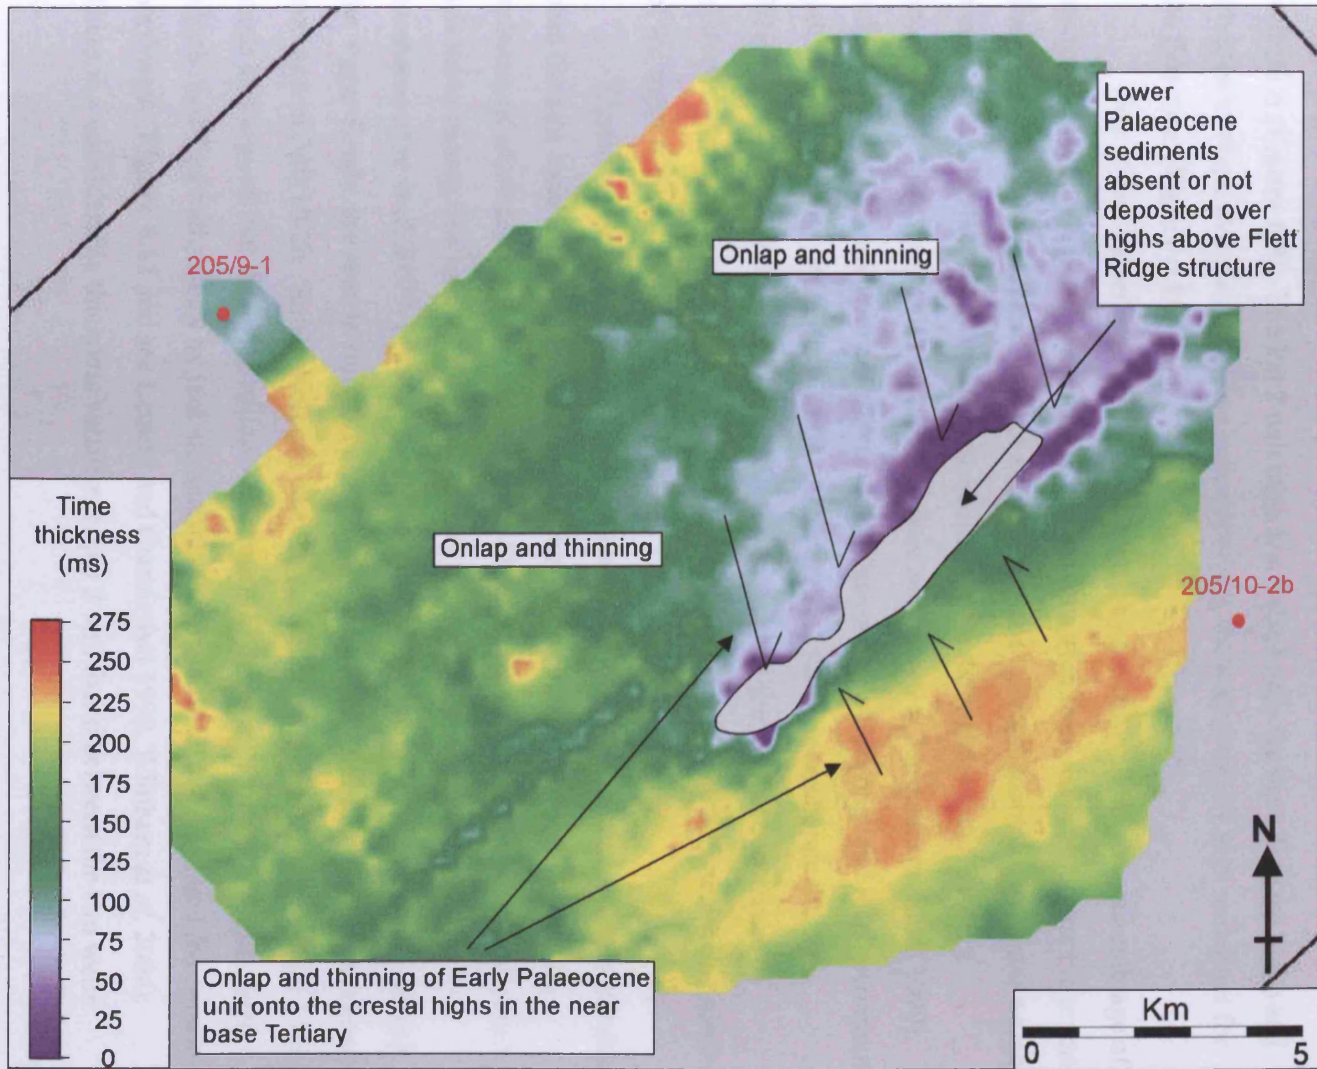 Lower
Palaeocene
sediments
absent or not
deposited over
highs above Flett
Ridge structure
Onlap and thinning
205/9-1
Time
thickness
(ms)
275
250
225
200
175
150
125
100
75
50
25
0
Onlap and thinning
205/10-2b
Onlap and thinning of Early Palaeocene
unit onto the crestal highs in the near
base Tertiary
N
Km
0 5